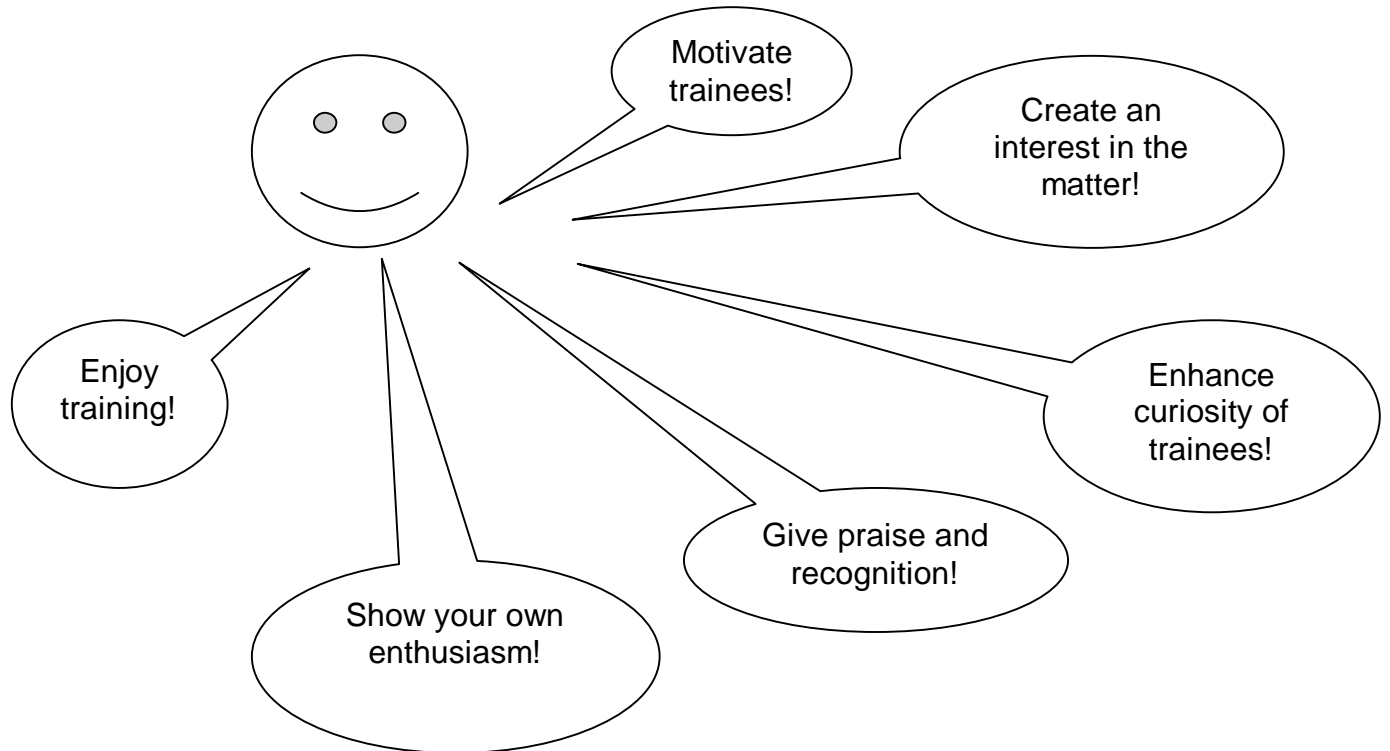 Motivate
trainees!
Create an
interest in the
matter!
Enjoy
training!
Enhance
curiosity of
trainees!
Give praise and
recognition!
Show your own
enthusiasm!